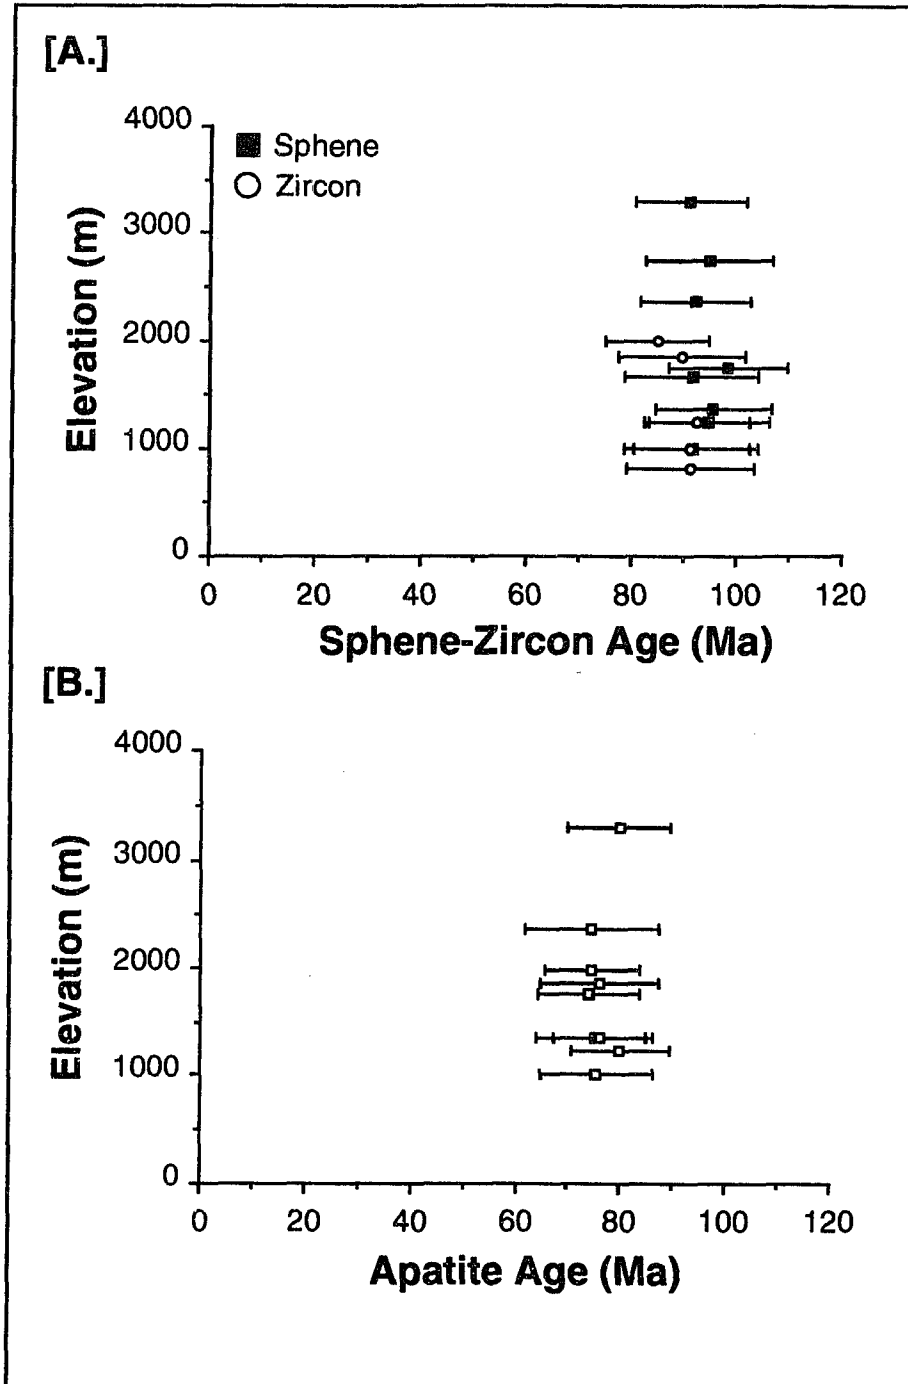 [A.]
4000
Sphene
Zircon
3000
2000
1000
0
Elevation (m)
0 20 40 60 80 100 120
Sphene-Zircon Age (Ma)
[B.]
4000
3000
2000
1000
0
Elevation (m)
0 20 40 60 80 100 120
Apatite Age (Ma)